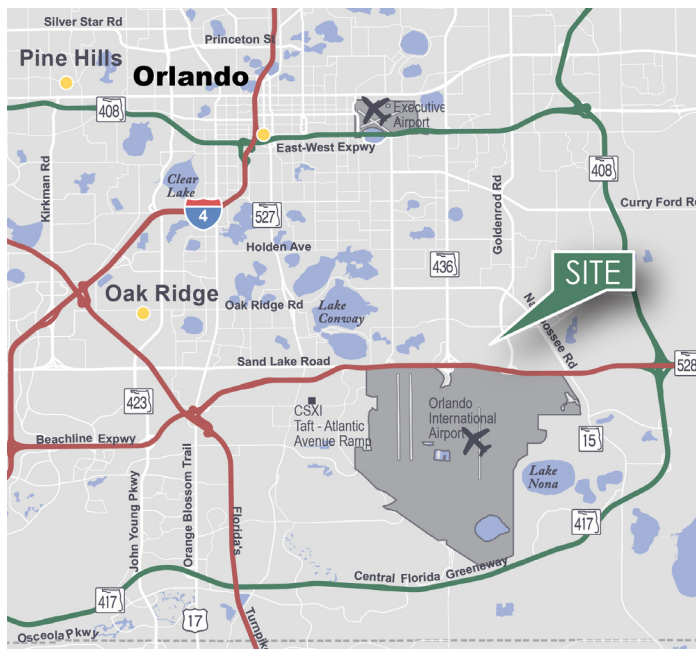 Silver Star Rd
Princeton St
Pine Hills
Orlando
408
Executive
Airport
East-West Expwy
408
Kirkman Rd
Clear
Lake
4
527
Goldenrod Rd
Curry Ford Rd
Holden Ave
436
SITE
Oak Ridge
Oak Ridge Rd
Lake
Conway
Narcoossee Rd
Sand Lake Road
528
423
CSXI
Taft - Atlantic
Avenue Ramp
Orlando
International
Airport
Beachline Expwy
15
Lake
Nona
John Young Pkwy
Orange Blossom Trail
Florida's
Turnpike
417
Central Florida Greeneway
417
17
Osceola Pkwy